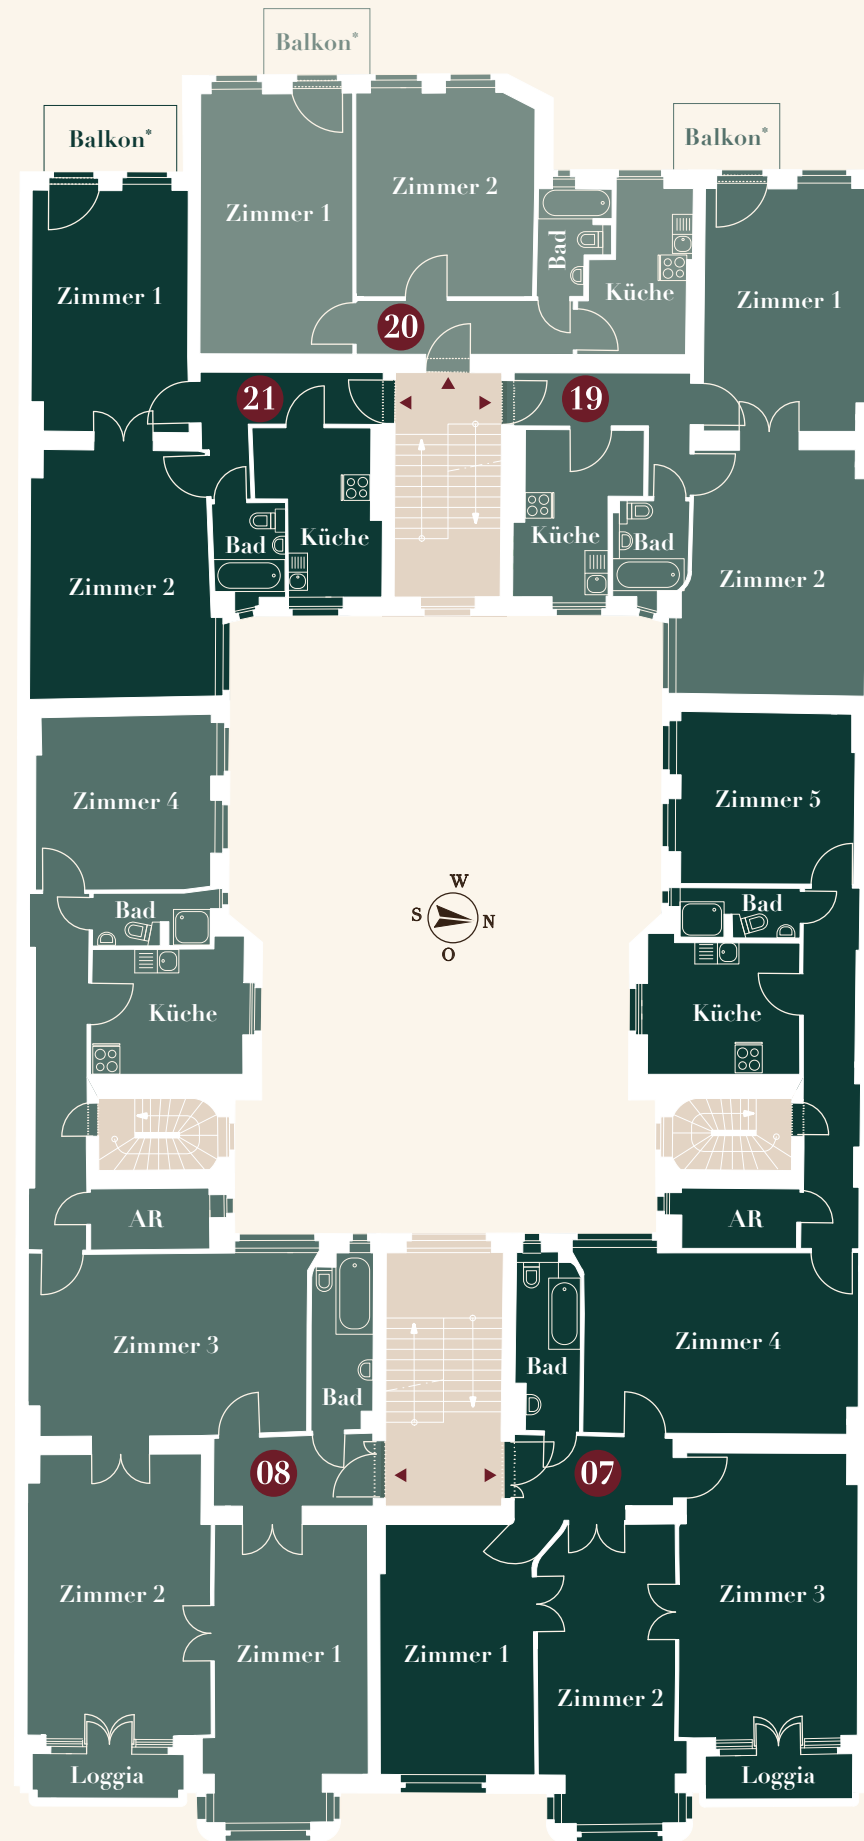 Balkon*
Balkon*
Balkon*
Zimmer 1
Zimmer 2
Bad
Küche
Zimmer 1
Zimmer 1
20
21
19
Küche
Bad
Küche
Bad
Zimmer 2
Zimmer 2
Zimmer 4
Zimmer 5
Bad
Bad
W
S
N
O
Küche
Küche
AR
AR
Zimmer 3
Zimmer 4
Bad
Bad
08
07
Zimmer 2
Zimmer 1
Zimmer 1
Zimmer 2
Zimmer 3
Loggia
Loggia